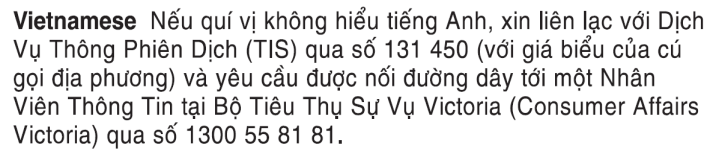 Vietnamese Nếu quí vị không hiểu tiếng Anh, xin liên lạc với Dịch
Vụ Thông Phiên Dịch (TIS) qua số 131 450 (với giá biểu của cú
gọi địa phương) và yêu cầu được nối đường dây tới một Nhân
Viên Thông Tin tại Bộ Tiêu Thụ Sự Vụ Victoria (Consumer Affairs
Victoria) qua số 1300 55 81 81.